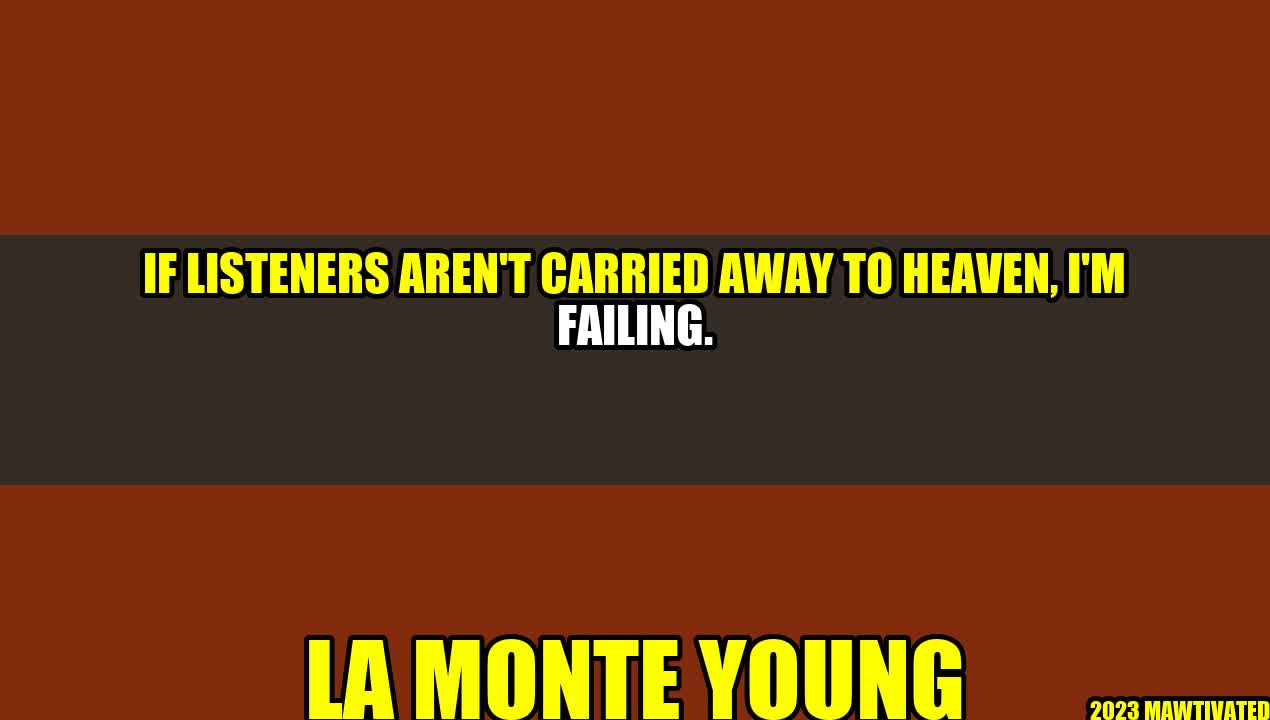 IF LISTENERS AREN'T CARRIED AWAY TO HEAVEN, I'M
FAILING.
LA MONTE YOUNG
2023 MAWTIVATED